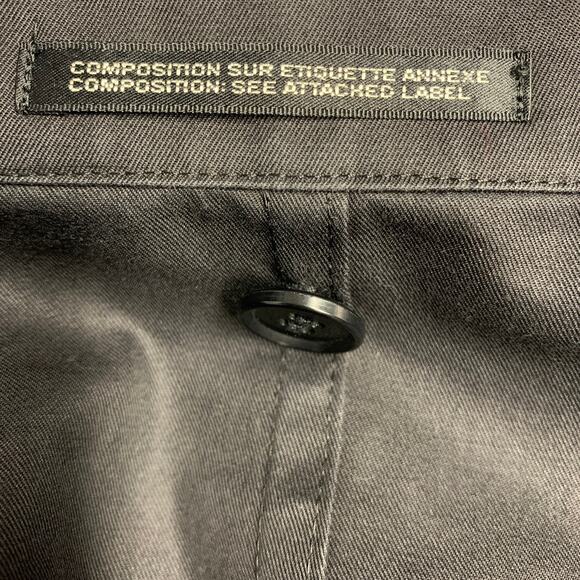 COMPOSITION SUR ETIQUETTE ANNEXE
COMPOSITION: SEE ATTACHED LABEL